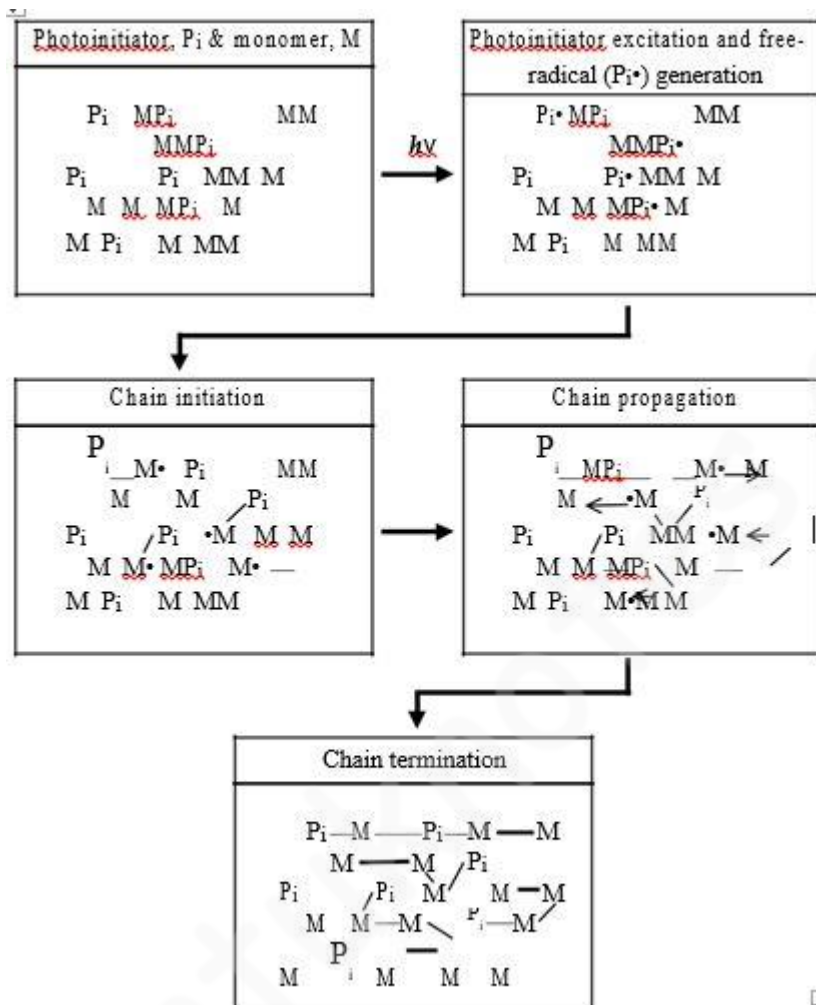 Photoinitiator, Pi & monomer, M
Pi MPi MM
MMPi
Pi Pi MM M
M M MPi M
M Pi M MM
hν
Photoinitiator excitation and free-
radical (Pi•) generation
Pi• MPi MM
MMPi•
Pi Pi• MM M
M M MPi• M
M Pi M MM
Chain initiation
Pi—M• Pi MM
M M Pi
Pi Pi •M M M
M M• MPi M•
M Pi M MM
Chain propagation
Pi MPi M• M
M •M Pi
Pi Pi MM •M
M M MPi M
M Pi M•M M
Chain termination
Pi—M—Pi—M—M
M—M Pi
Pi Pi M M—M
M M—M Pi—M
Pi
M M M M